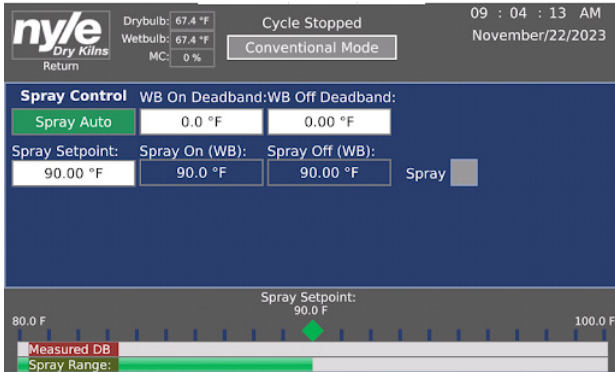 nyle
Dry Kilns
Return
Drybulb: 67.4 °F
Wetbulb: 67.4 °F
MC: 0 %
Cycle Stopped
Conventional Mode
09 : 04 : 13 AM
November/22/2023
Spray Control WB On Deadband: WB Off Deadband:
Spray Auto 0.0 °F 0.00 °F
Spray Setpoint: Spray On (WB): Spray Off (WB):
90.00 °F 90.0 °F 90.00 °F Spray
Spray Setpoint:
90.0 F
80.0 F 100.0 F
Measured DB
Spray Range: